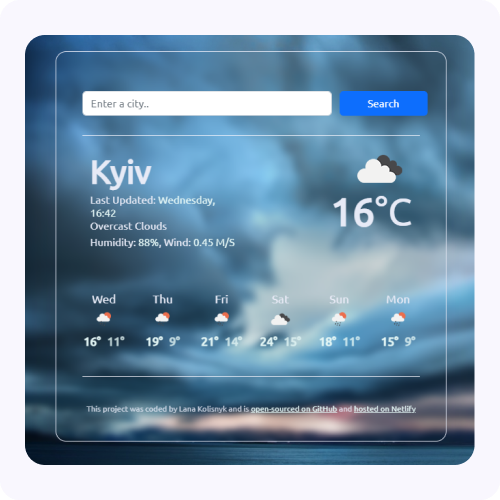 Enter a city..
Search
Kyiv
Last Updated: Wednesday,
16:42
Overcast Clouds
Humidity: 88%, Wind: 0.45 M/S
16°C
Wed Thu Fri Sat Sun Mon
16° 11° 19° 9° 21° 14° 24° 15° 18° 11° 15° 9°
This project was coded by Lana Kolisnyk and is open-sourced on GitHub and hosted on Netlify